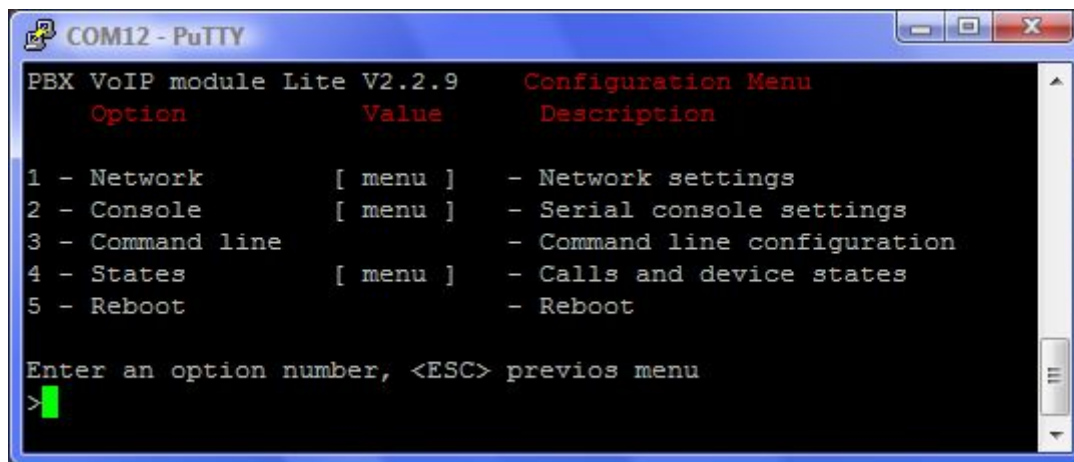 COM12 - PuTTY
PBX VoIP module Lite V2.2.9 Configuration Menu
Option Value Description
1 - Network [ menu ] - Network settings
2 - Console [ menu ] - Serial console settings
3 - Command line - Command line configuration
4 - States [ menu ] - Calls and device states
5 - Reboot - Reboot
Enter an option number, <ESC> previos menu
>